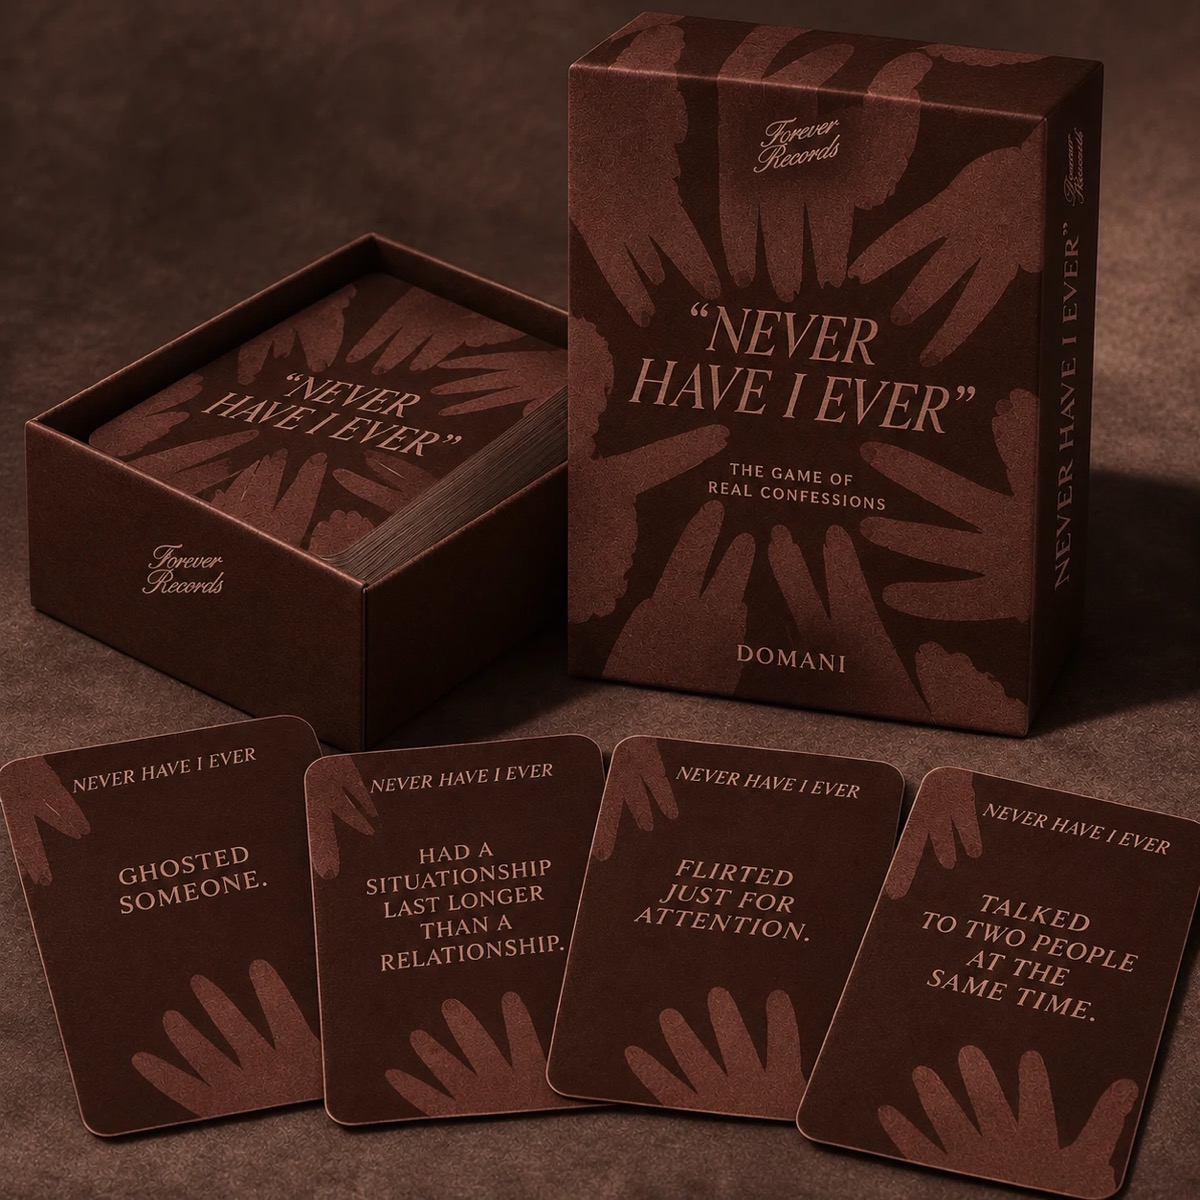 Forever
Records
"NEVER
HAVE I EVER"
THE GAME OF
REAL CONFESSIONS
DOMANI
NEVER HAVE I EVER"
"NEVER
HAVE I EVER"
Forever
Records
NEVER HAVE I EVER
GHOSTED
SOMEONE.
NEVER HAVE I EVER
HAD A
SITUATIONSHIP
LAST LONGER
THAN A
RELATIONSHIP.
NEVER HAVE I EVER
FLIRTED
JUST FOR
ATTENTION.
NEVER HAVE I EVER
TALKED
TO TWO PEOPLE
AT THE
SAME TIME.